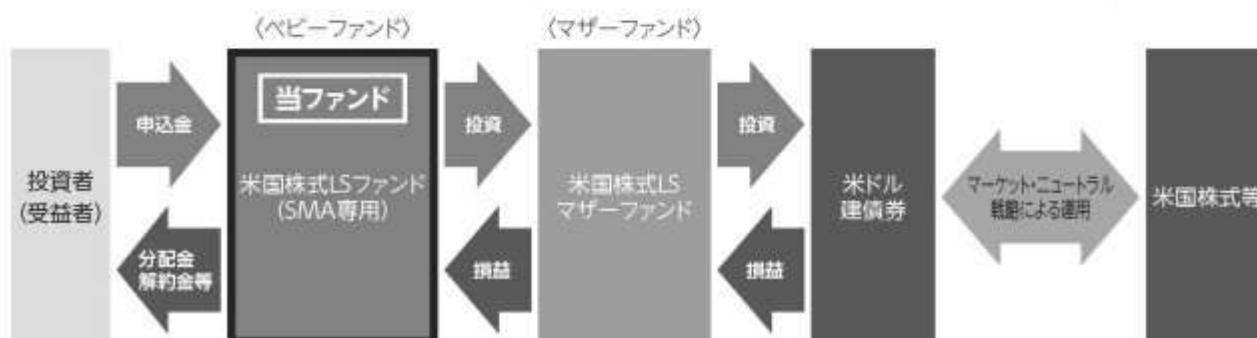 〈ベビーファンド〉
〈マザーファンド〉
投資者
(受益者)
申込金
分配金
解約金等
当ファンド
米国株式LSファンド
(SMA専用)
投資
損益
米国株式LS
マザーファンド
投資
損益
米ドル
建債券
マーケット・ニュートラル
戦略による運用
米国株式等